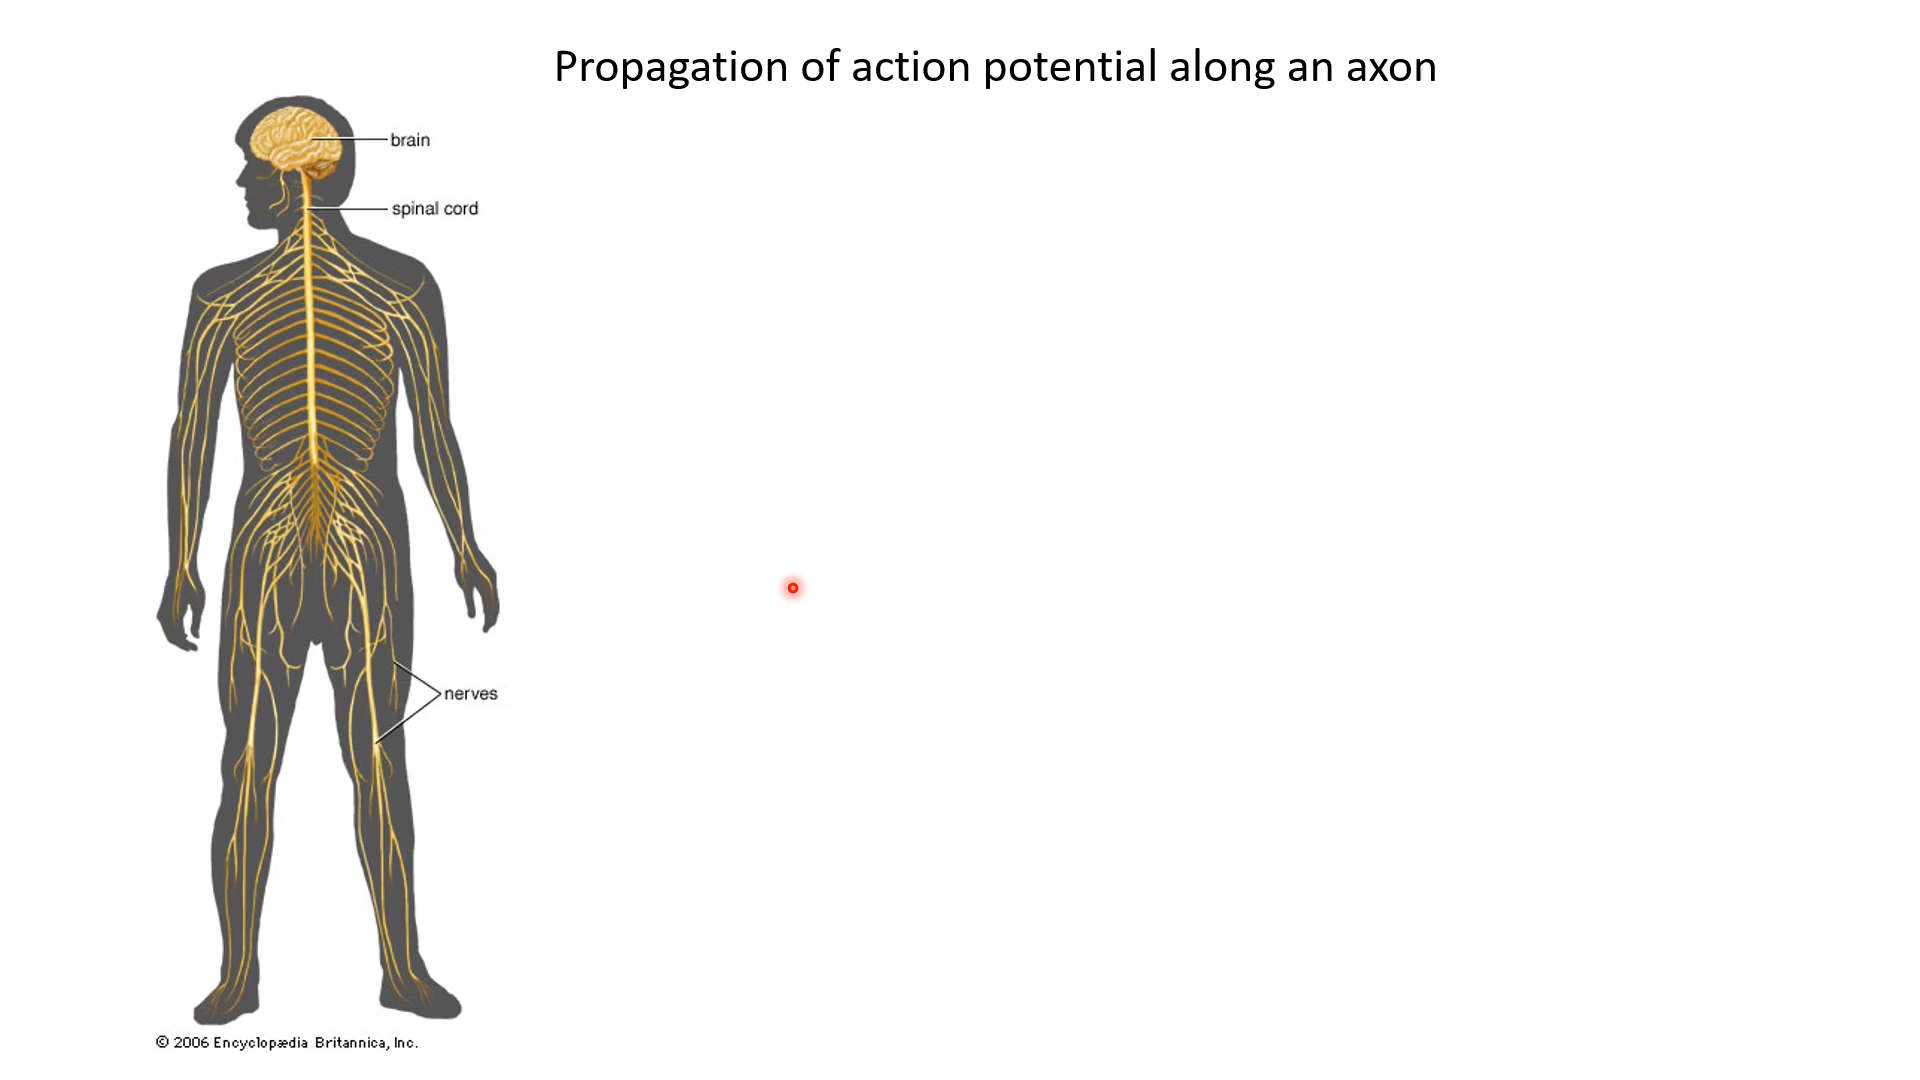 Propagation of action potential along an axon
brain
spinal cord
nerves
© 2006 Encyclopædia Britannica, Inc.